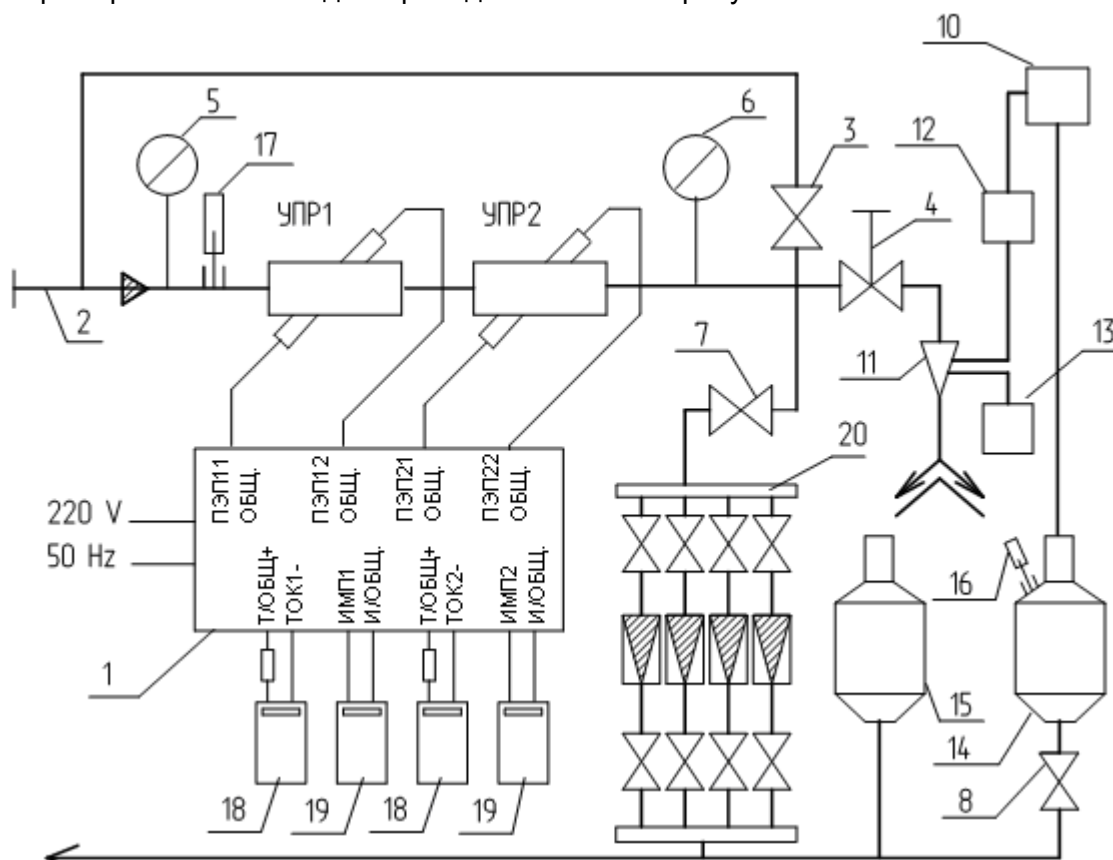 10
5
6
17
12
3
УПР1
УПР2
4
2
13
7
11
20
ПЭП11
ОБЩ.
ПЭП12
ОБЩ.
ПЭП21
ОБЩ.
ПЭП22
ОБЩ.
220 V
50 Hz
Т/ОБЩ+
ТОК1-
ИМП1
И/ОБЩ.
Т/ОБЩ+
ТОК2-
ИМП2
И/ОБЩ.
16
1
15
14
18
19
18
19
8